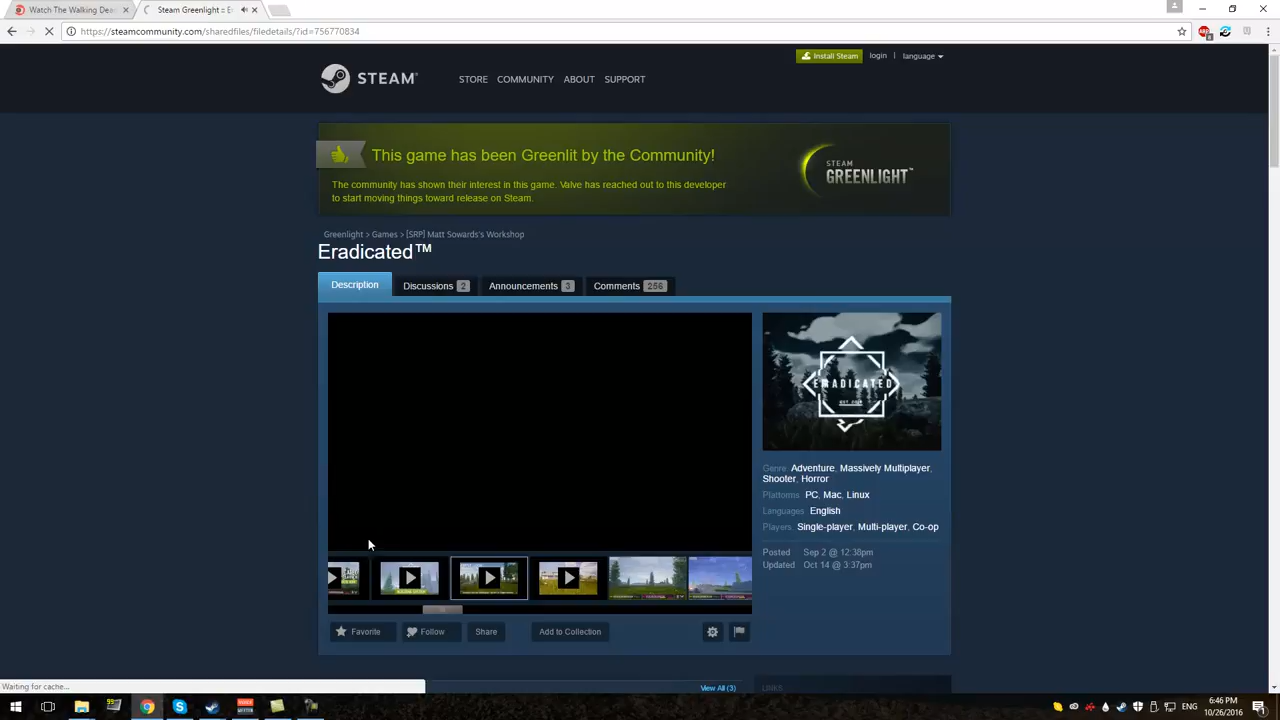 Watch The Walking Dea
Steam Greenlight :: E
https://steamcommunity.com/sharedfiles/filedetails/?id=756770834
Install Steam
login
language
STEAM
STORE
COMMUNITY
ABOUT
SUPPORT
This game has been Greenlit by the Community!
The community has shown their interest in this game. Valve has reached out to this developer
to start moving things toward release on Steam.
STEAM
GREENLIGHT™
Greenlight > Games > [SRP] Matt Sowards's Workshop
Eradicated™
Description
Discussions 2
Announcements 3
Comments 256
ERADICATED
Genre: Adventure, Massively Multiplayer,
Shooter, Horror
Platforms: PC, Mac, Linux
Languages: English
Players: Single-player, Multi-player, Co-op
Posted Sep 2 @ 12:38pm
Updated Oct 14 @ 3:37pm
Favorite
Follow
Share
Add to Collection
Waiting for cache...
View All (3)
LINKS
ENG
6:46 PM
10/26/2016